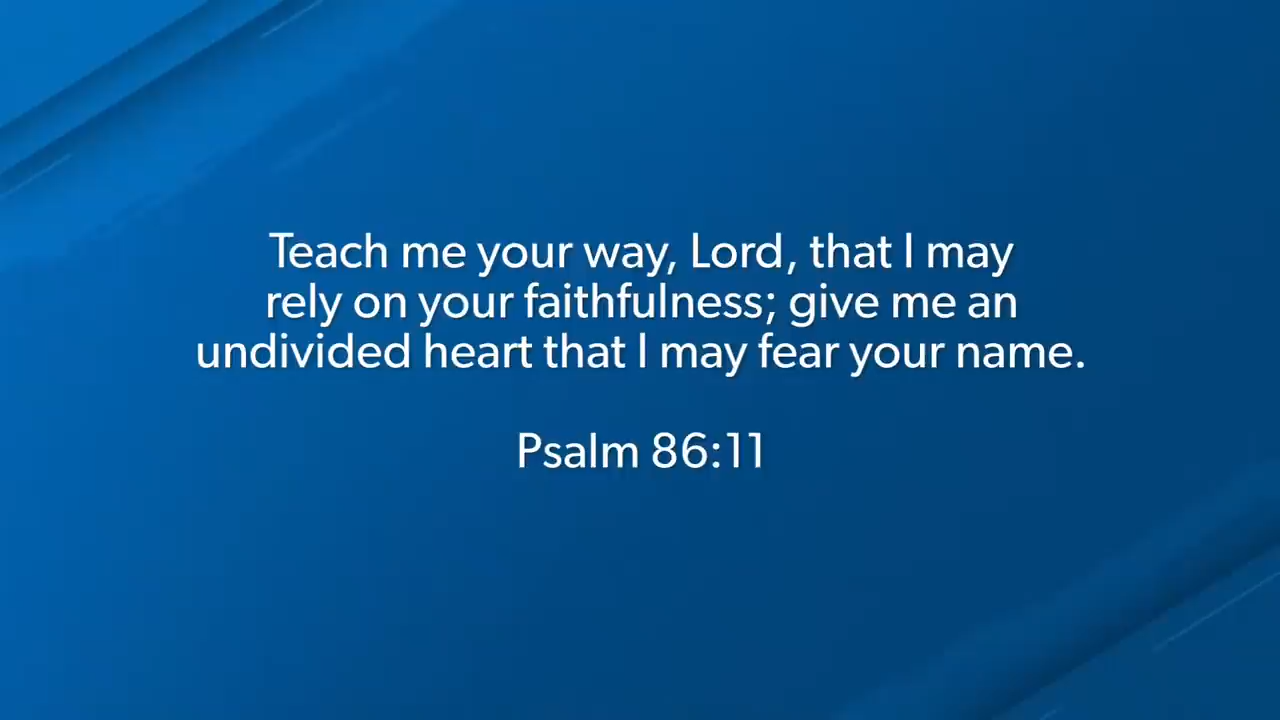 Teach me your way, Lord, that I may
rely on your faithfulness; give me an
undivided heart that I may fear your name.
Psalm 86:11